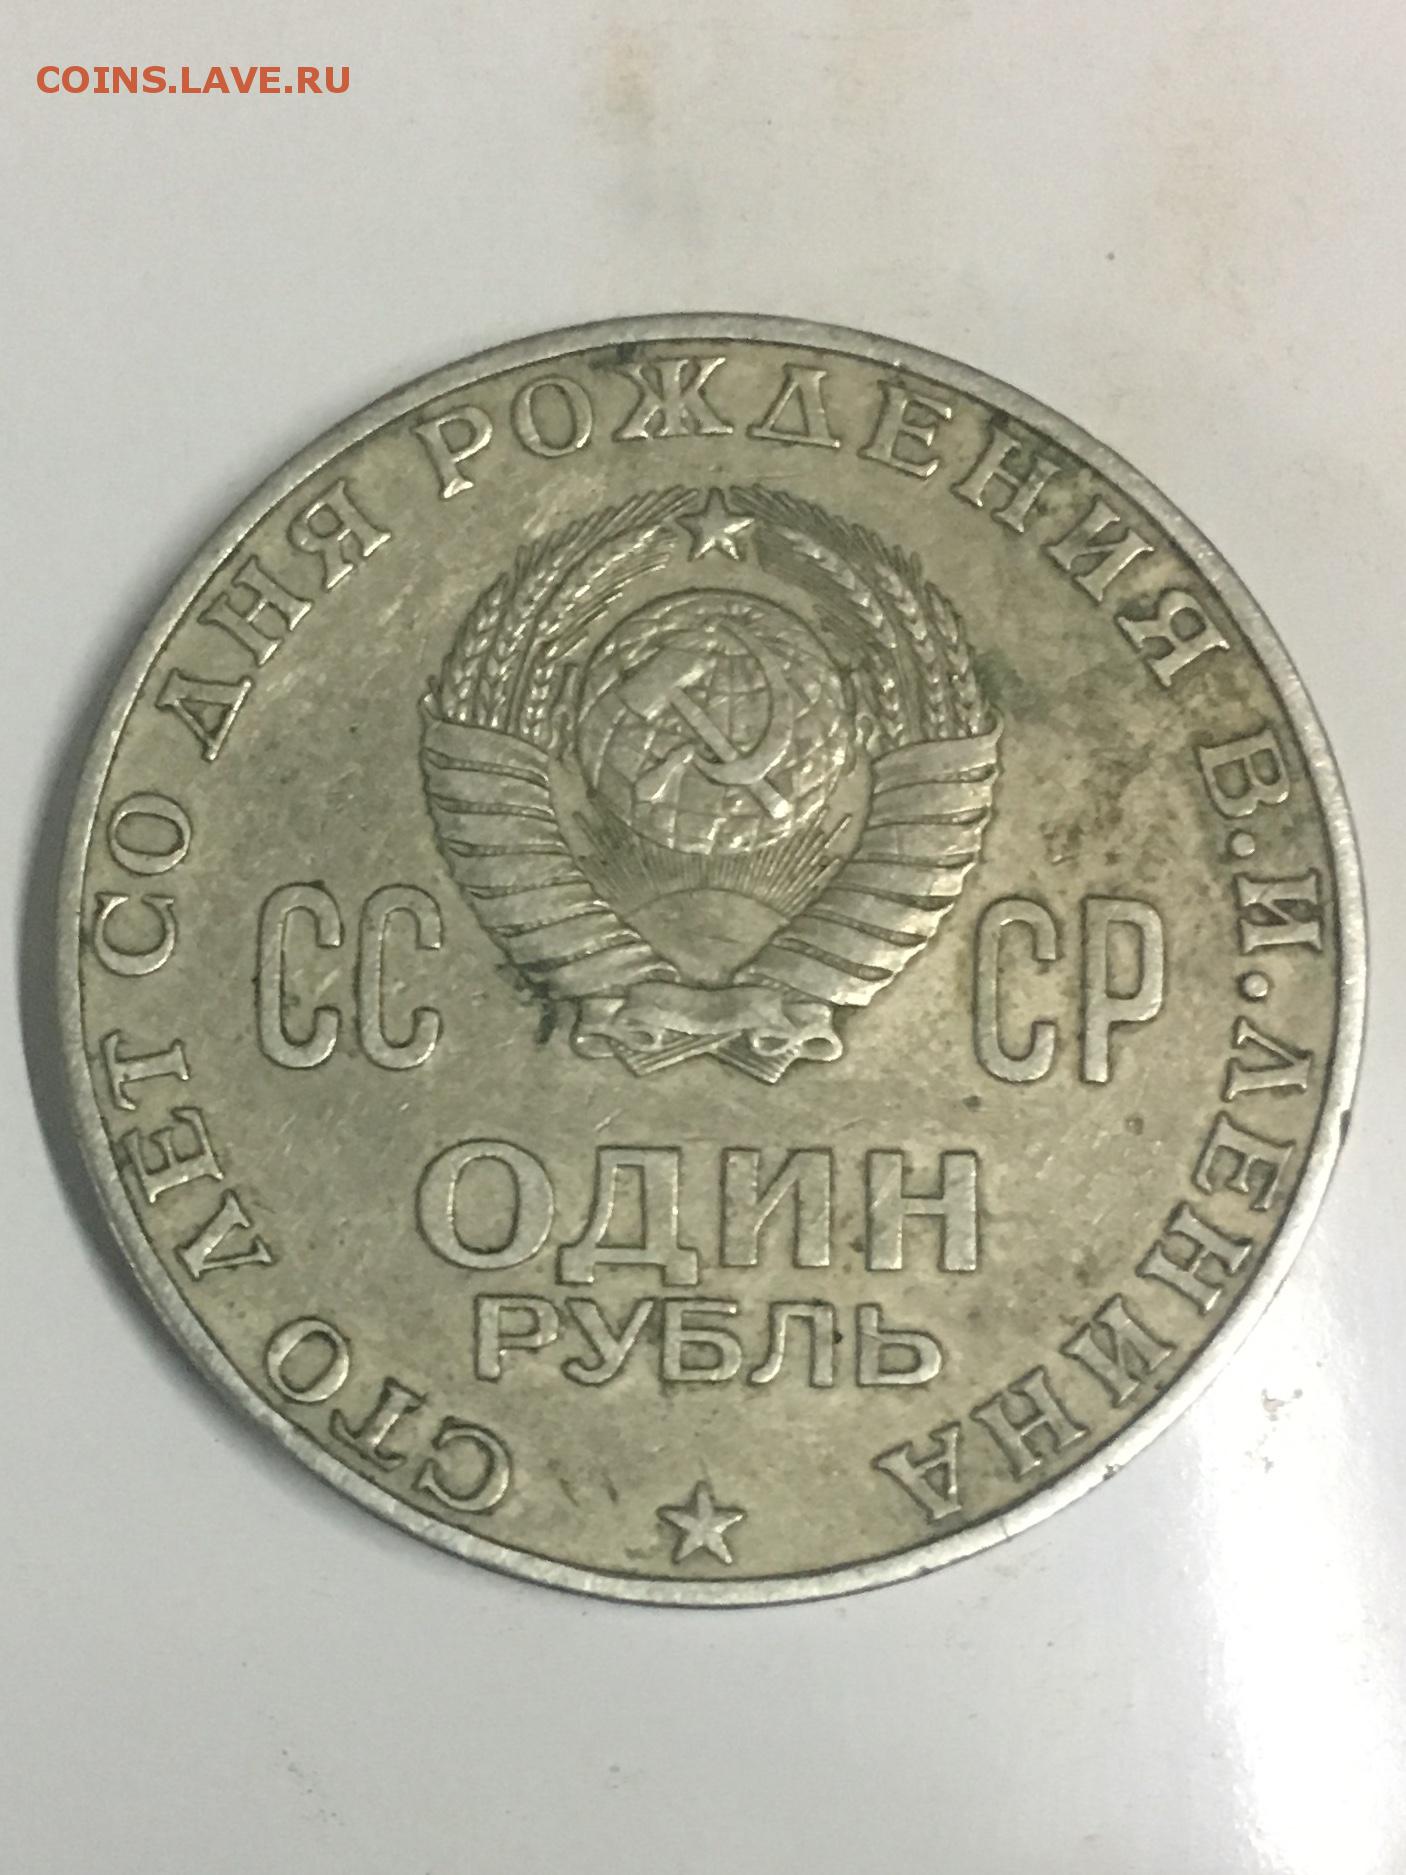 COINS.LAVE.RU
СТО ЛЕТ СО ДНЯ РОЖДЕНИЯ В.И.ЛЕНИНА
СС СР
ОДИН
РУБЛЬ